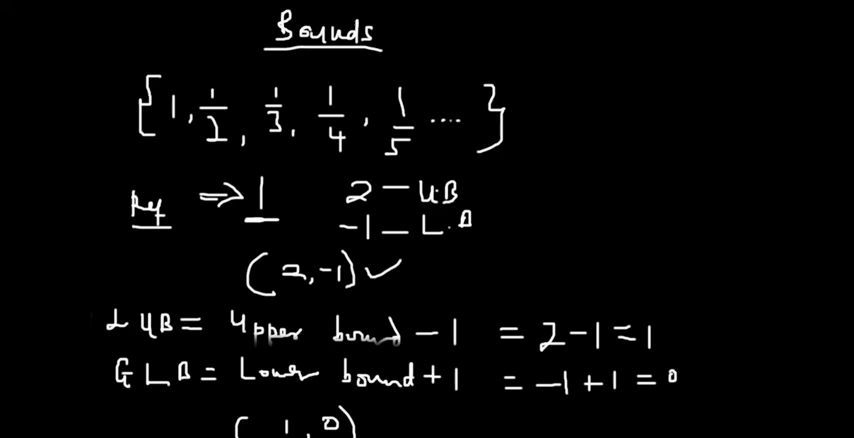 Bounds
{1, 1/2, 1/3, 1/4, 1/5 ....}
Ref => 1 2 — U.B
-1 — L.B
(2, -1) ✓
LUB = Upper bound - 1 = 2 - 1 = 1
GLB = Lower bound + 1 = -1 + 1 = 0
(1, 0)